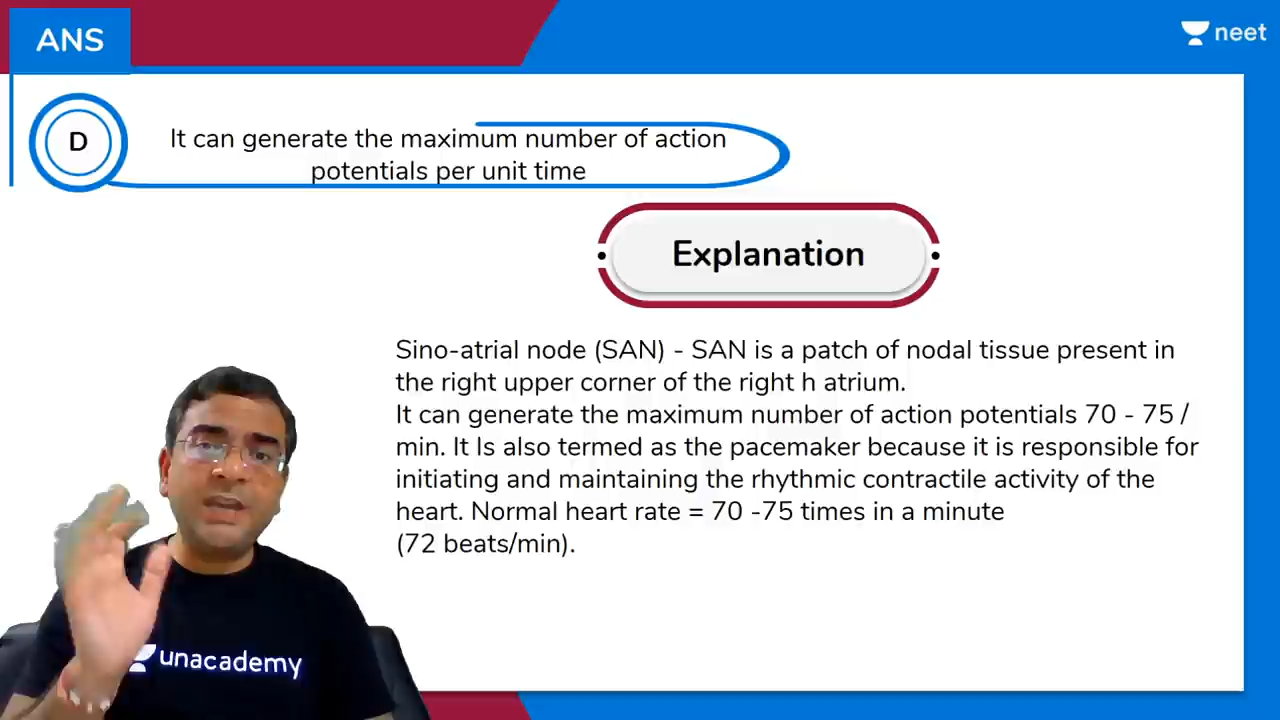 ANS
neet
D
It can generate the maximum number of action
potentials per unit time
Explanation
Sino-atrial node (SAN) - SAN is a patch of nodal tissue present in
the right upper corner of the right h atrium.
It can generate the maximum number of action potentials 70 - 75 /
min. It Is also termed as the pacemaker because it is responsible for
initiating and maintaining the rhythmic contractile activity of the
heart. Normal heart rate = 70 -75 times in a minute
(72 beats/min).
unacademy